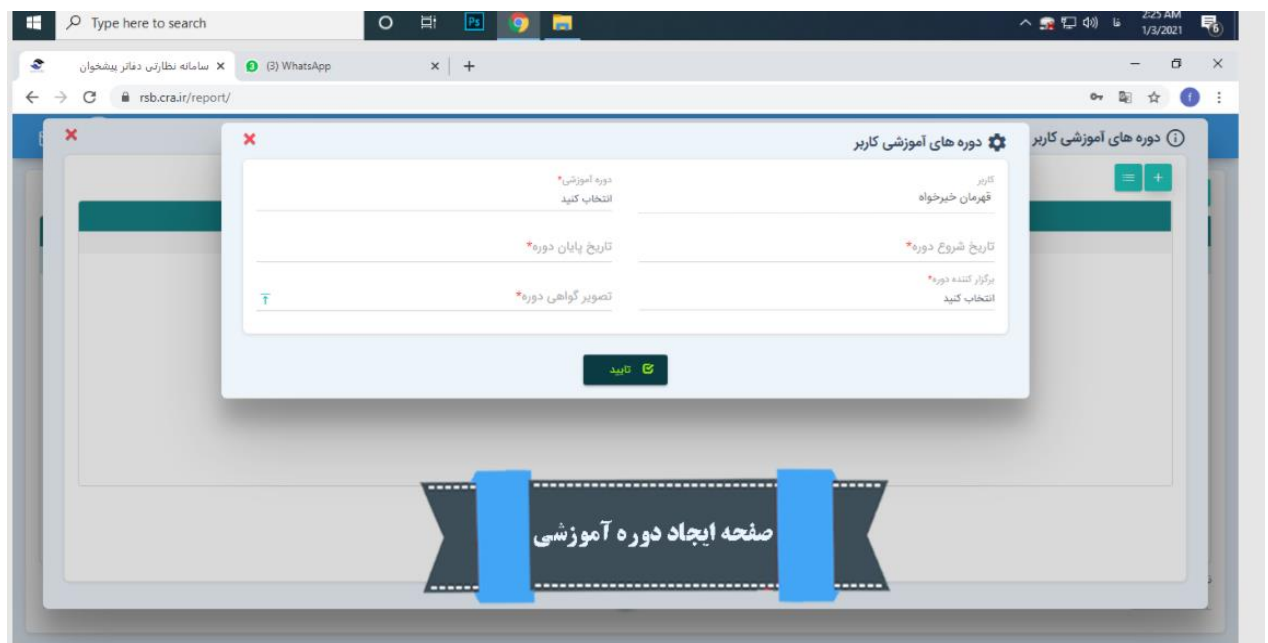 Type here to search
2:25 AM
فا
1/3/2021
6
سامانه نظارتی دفاتر پیشخوان
(3) WhatsApp
rsb.cra.ir/report/
f
دوره های آموزشی کاربر
دوره های آموزشی کاربر
کاربر
دوره آموزشی*
قهرمان خیرخواه
انتخاب کنید
تاریخ شروع دوره*
تاریخ پایان دوره*
برگزار کننده دوره*
انتخاب کنید
تصویر گواهی دوره*
تایید
صفحه ایجاد دوره آموزشی